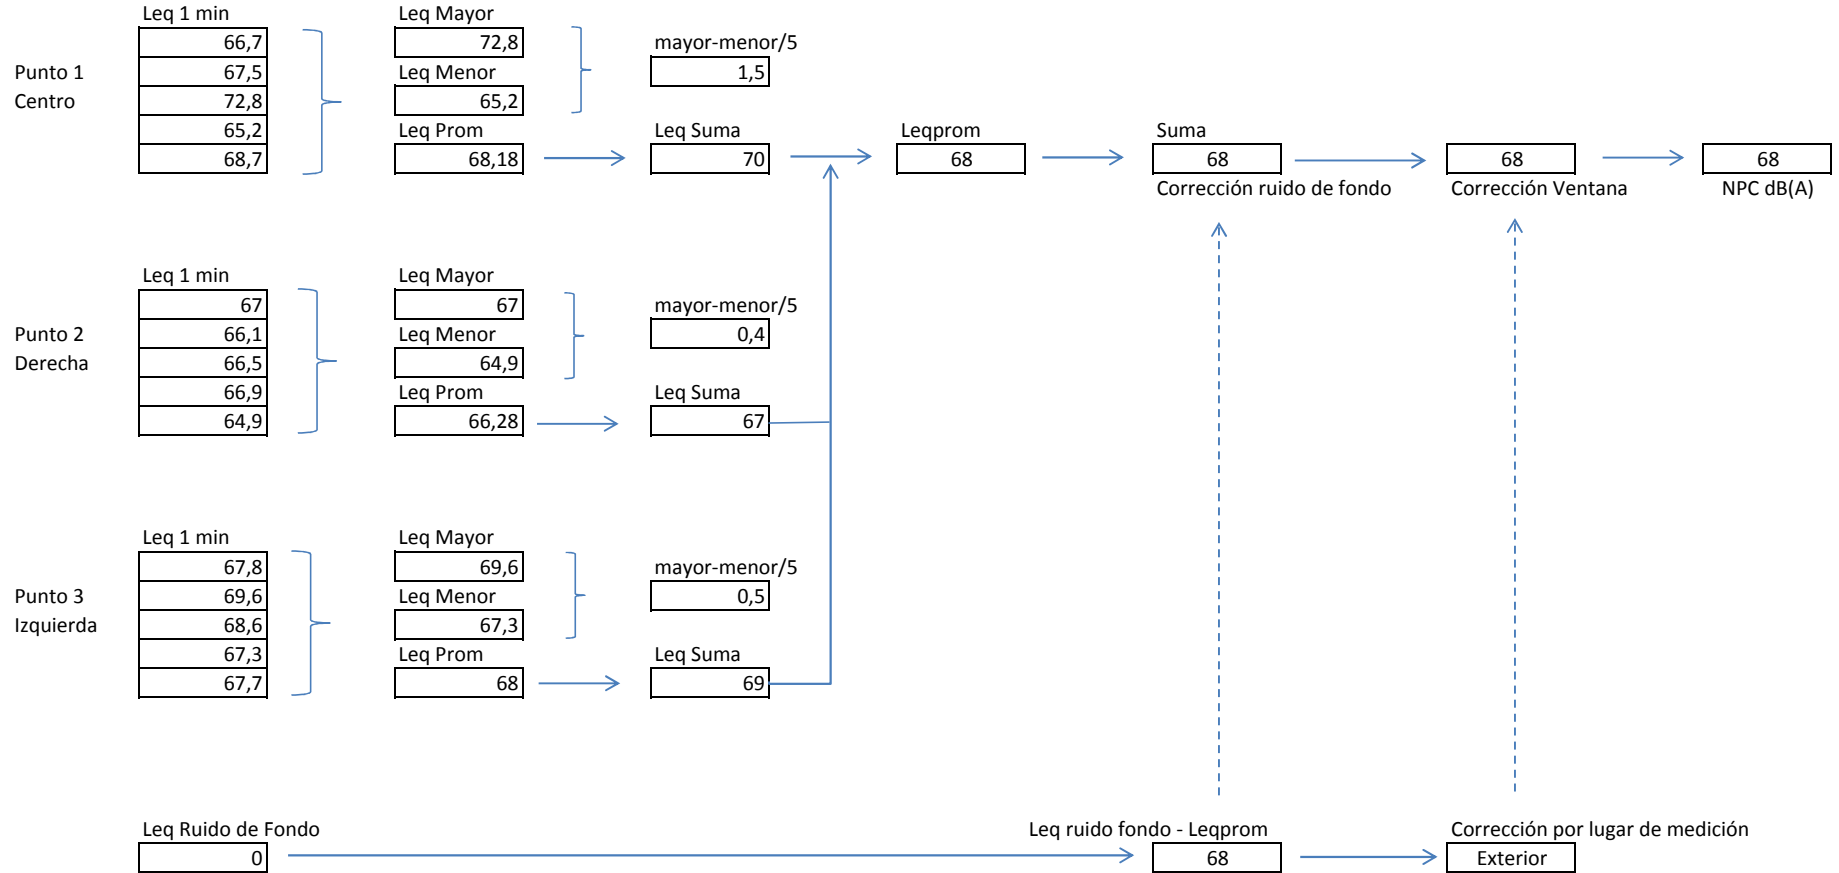 Leq 1 min Leq Mayor
66,7 72,8 mayor-menor/5
Punto 1 67,5 Leq Menor 1,5
Centro 72,8 65,2
65,2 Leq Prom Leq Suma Leqprom Suma
68,7 68,18 70 68 68 68 68
Corrección ruido de fondo Corrección Ventana NPC dB(A)
Leq 1 min Leq Mayor
67 67 mayor-menor/5
Punto 2 66,1 Leq Menor 0,4
Derecha 66,5 64,9
66,9 Leq Prom Leq Suma
64,9 66,28 67
Leq 1 min Leq Mayor
67,8 69,6 mayor-menor/5
Punto 3 69,6 Leq Menor 0,5
Izquierda 68,6 67,3
67,3 Leq Prom Leq Suma
67,7 68 69
Leq Ruido de Fondo Leq ruido fondo - Leqprom Corrección por lugar de medición
0 68 Exterior